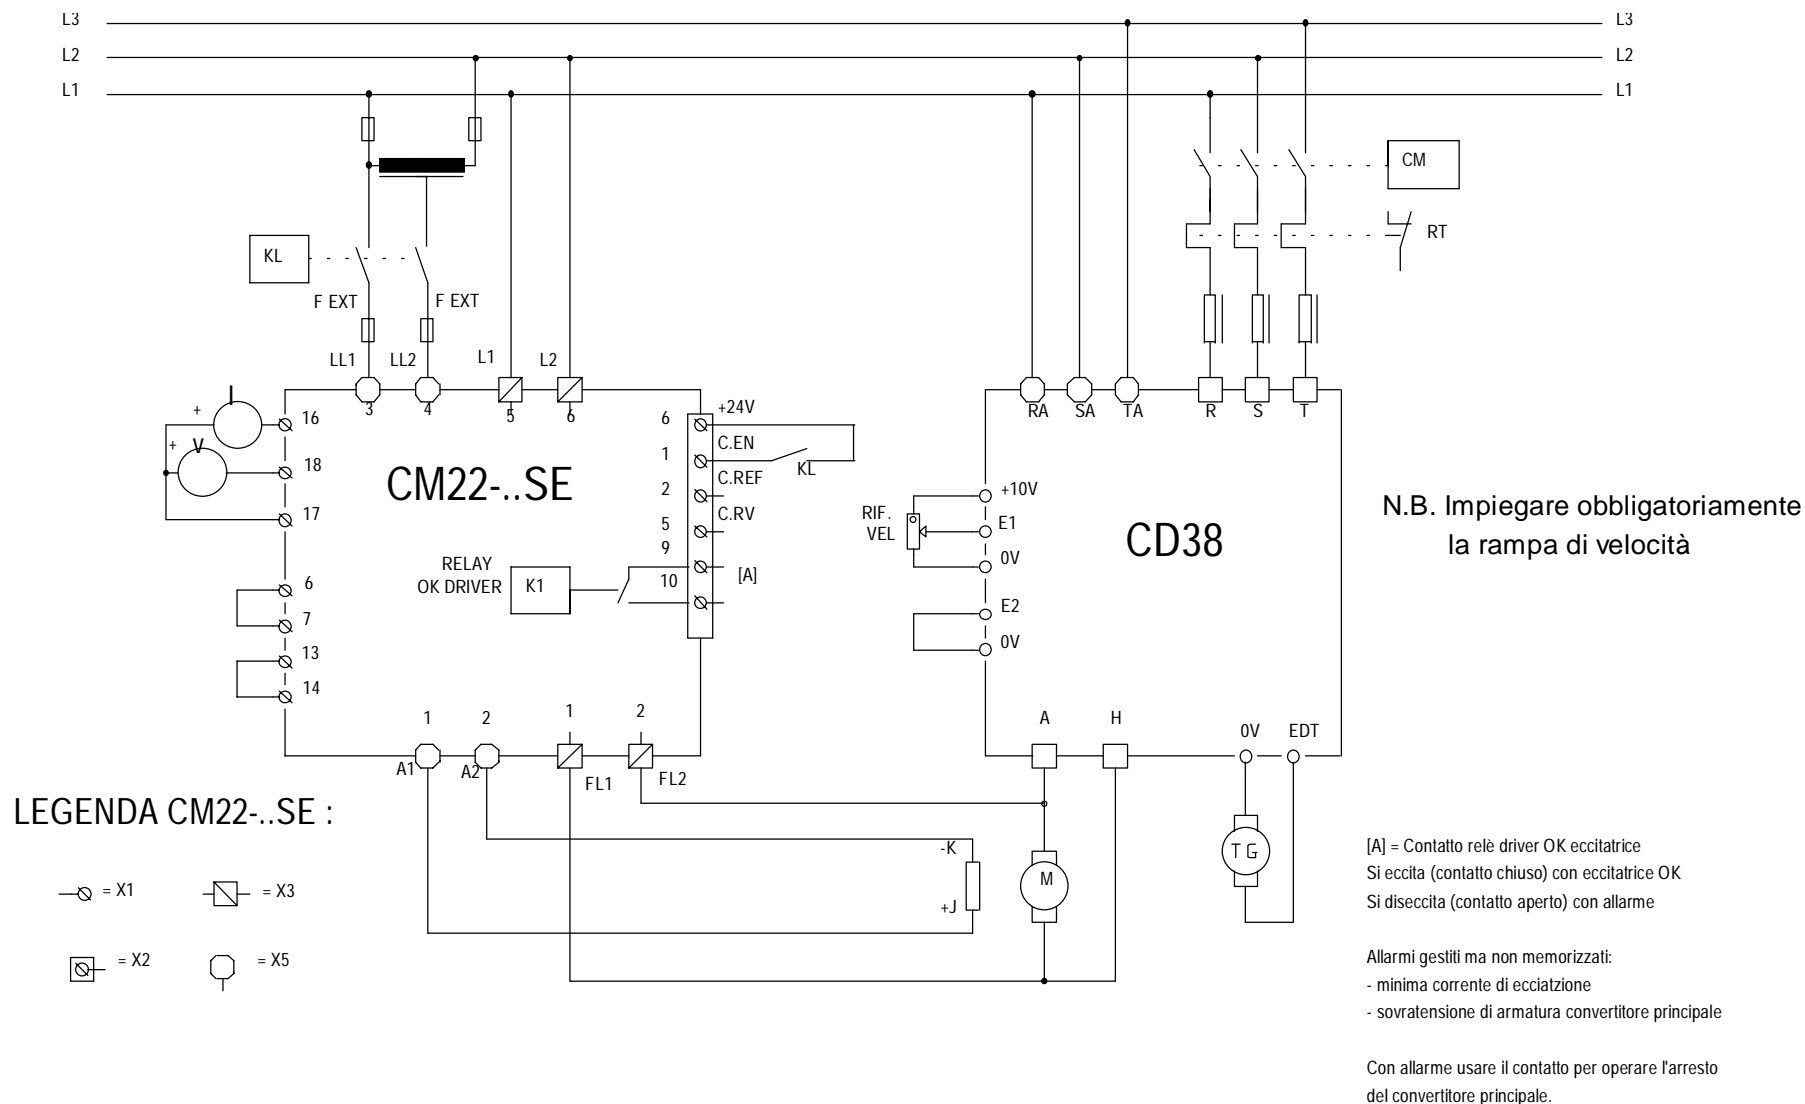 L3
L3
L2
L2
L1
L1
CM
RT
KL
F EXT
F EXT
LL1
LL2
L1
L2
3
4
5
6
RA
SA
TA
R
S
T
I
+
16
+
V
18
17
CM22-..SE
6
+24V
C.EN
1
KL
C.REF
2
C.RV
5
9
[A]
10
RELAY
OK DRIVER
K1
6
7
13
14
+10V
RIF.
VEL
E1
0V
E2
0V
CD38
N.B. Impiegare obbligatoriamente
la rampa di velocità
1
2
1
2
A1
A2
FL1
FL2
A
H
0V
EDT
-K
+J
M
TG
LEGENDA CM22-..SE :
= X1
= X3
= X2
= X5
[A] = Contatto relè driver OK eccitatrice
Si eccita (contatto chiuso) con eccitatrice OK
Si diseccita (contatto aperto) con allarme
Allarmi gestiti ma non memorizzati:
- minima corrente di ecciatzione
- sovratensione di armatura convertitore principale
Con allarme usare il contatto per operare l'arresto
del convertitore principale.